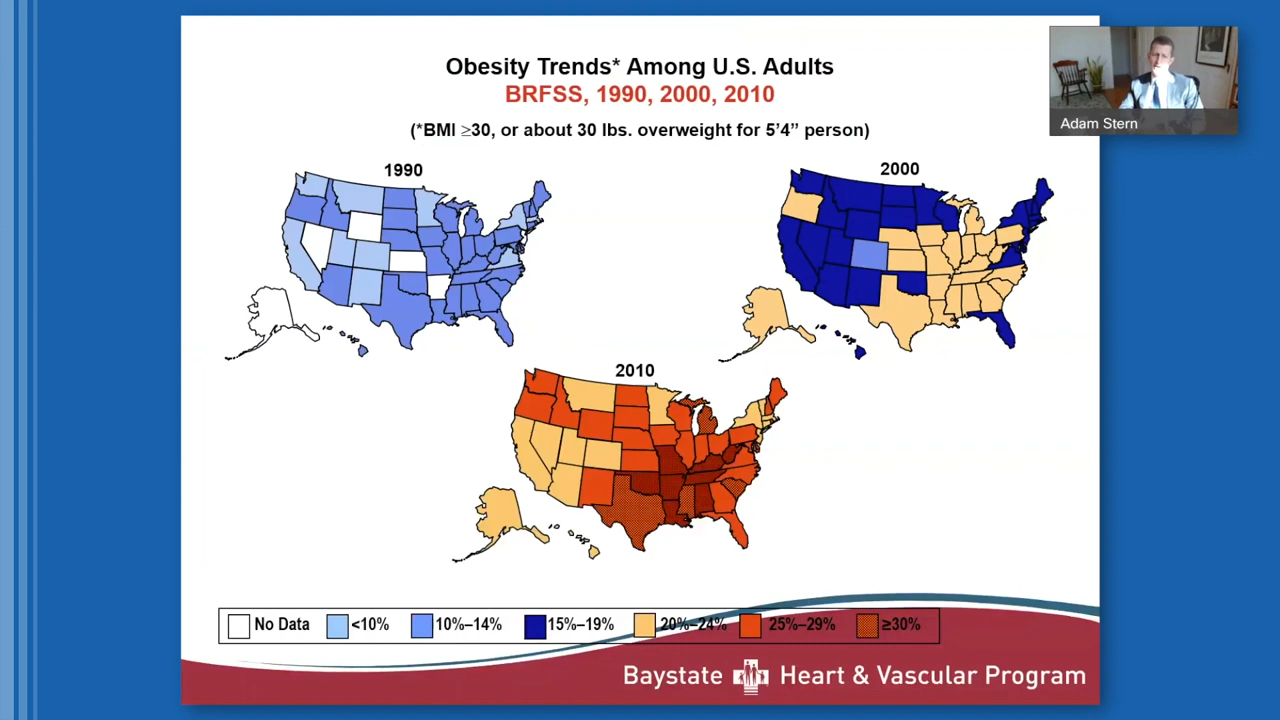 Obesity Trends* Among U.S. Adults
BRFSS, 1990, 2000, 2010
(*BMI ≥30, or about 30 lbs. overweight for 5’4” person)
Adam Stern
1990
2000
2010
No Data
<10%
10%–14%
15%–19%
20%–24%
25%–29%
≥30%
Baystate Heart & Vascular Program